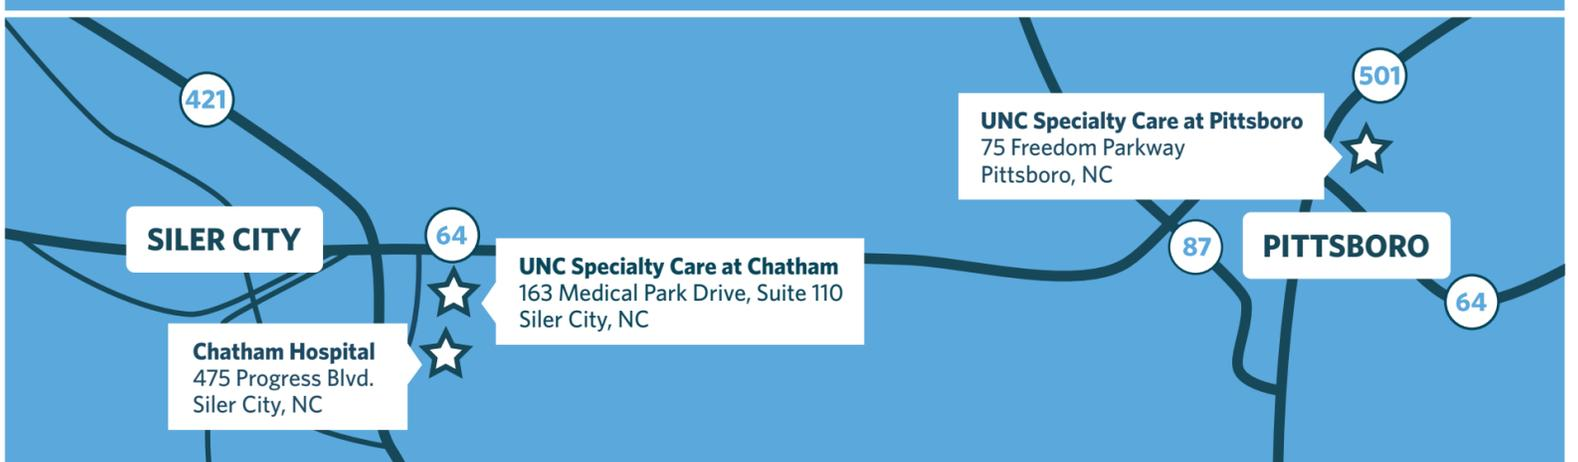 421
501
UNC Specialty Care at Pittsboro
75 Freedom Parkway
Pittsboro, NC
SILER CITY
64
87
PITTSBORO
UNC Specialty Care at Chatham
163 Medical Park Drive, Suite 110
Siler City, NC
64
Chatham Hospital
475 Progress Blvd.
Siler City, NC